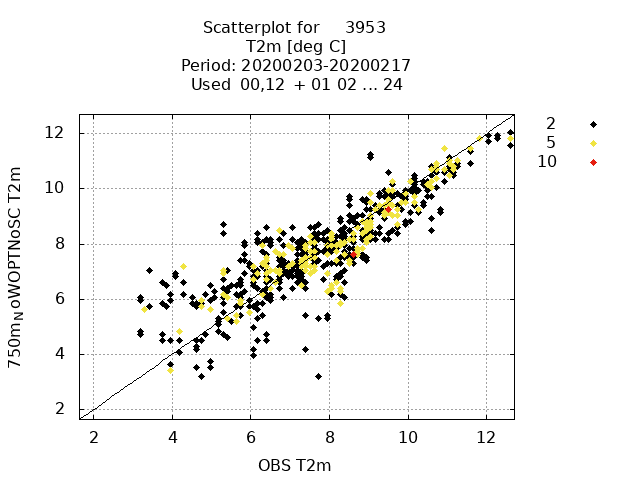 Scatterplot for 3953
T2m [deg C]
Period: 20200203-20200217
Used 00,12 + 01 02 ... 24
2
5
10
12
10
8
6
4
2
750m_NoWOPTNoSC T2m
2 4 6 8 10 12
OBS T2m